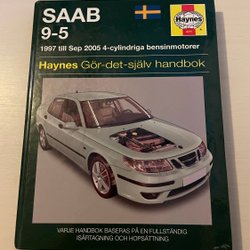 SAAB
9-5
Haynes
1997 till Sep 2005 4-cylindriga bensinmotorer
Haynes Gör-det-själv handbok
VARJE HANDBOK BASERAS PÅ EN FULLSTÄNDIG
ISÄRTAGNING OCH HOPSÄTTNING